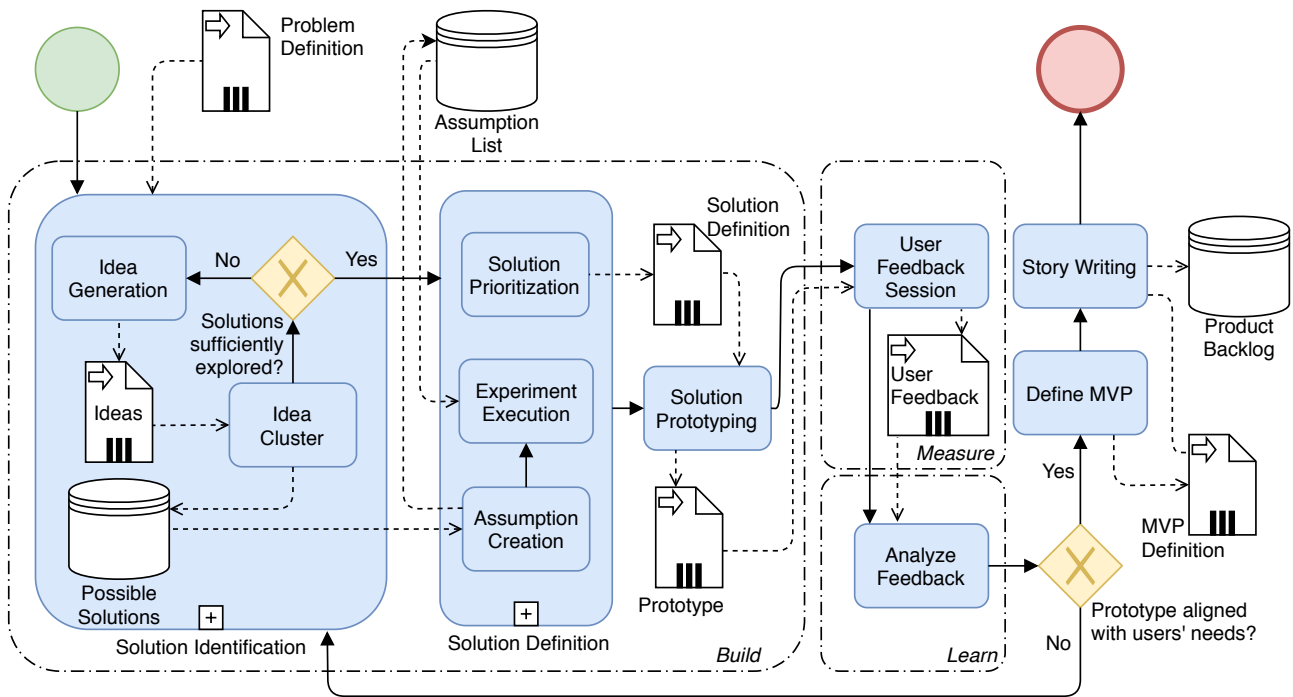 Problem
Definition
Assumption
List
Idea
Generation
No
Yes
Solutions
sufficiently
explored?
Ideas
Idea
Cluster
Possible
Solutions
+
Solution Identification
Solution
Prioritization
Experiment
Execution
Assumption
Creation
+
Solution Definition
Solution
Definition
Solution
Prototyping
Prototype
Build
User
Feedback
Session
User
Feedback
Measure
Analyze
Feedback
Learn
Story Writing
Product
Backlog
Define MVP
Yes
MVP
Definition
Prototype aligned
with users' needs?
No